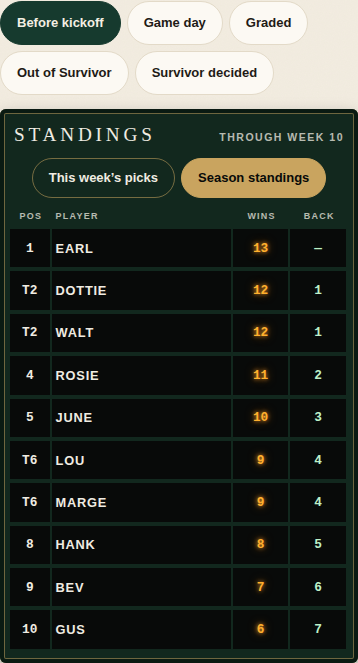 Before kickoff Game day Graded
Out of Survivor Survivor decided
STANDINGS THROUGH WEEK 10
This week's picks Season standings
POS PLAYER WINS BACK
1 EARL 13 –
T2 DOTTIE 12 1
T2 WALT 12 1
4 ROSIE 11 2
5 JUNE 10 3
T6 LOU 9 4
T6 MARGE 9 4
8 HANK 8 5
9 BEV 7 6
10 GUS 6 7